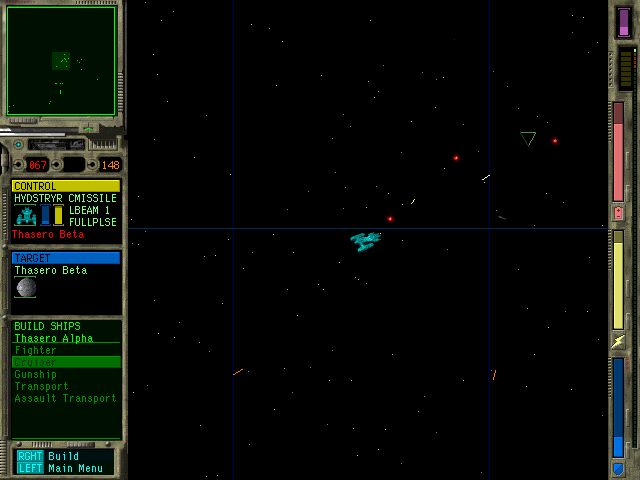 067 148
CONTROL
HVDSTRYR CMISSILE
LBEAM 1
FULLPLSE
Thasero Beta
TARGET
Thasero Beta
BUILD SHIPS
Thasero Alpha
Fighter
Cruiser
Gunship
Transport
Assault Transport
RGHT Build
LEFT Main Menu